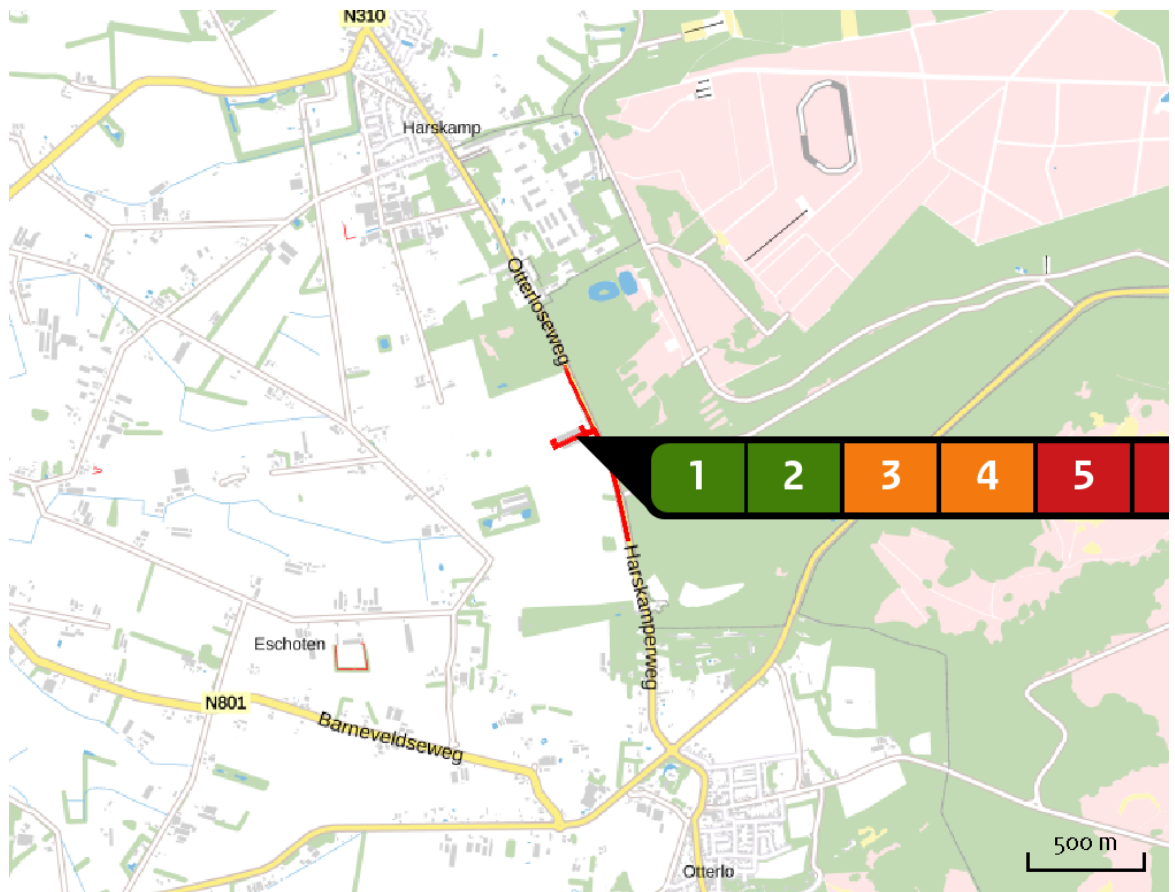 N310
Harskamp
Otterloseweg
1 2 3 4 5
Harskamperweg
Eschoten
N801
Barneveldseweg
500 m
Otterlo